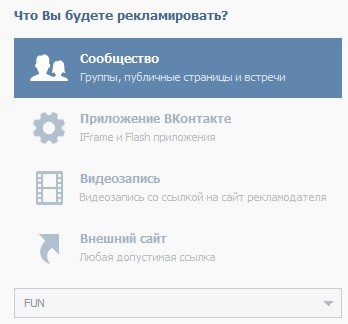 Что Вы будете рекламировать?
Сообщество
Группы, публичные страницы и встречи
Приложение ВКонтакте
IFrame и Flash приложения
Видеозапись
Видеозапись со ссылкой на сайт рекламодателя
Внешний сайт
Любая допустимая ссылка
FUN